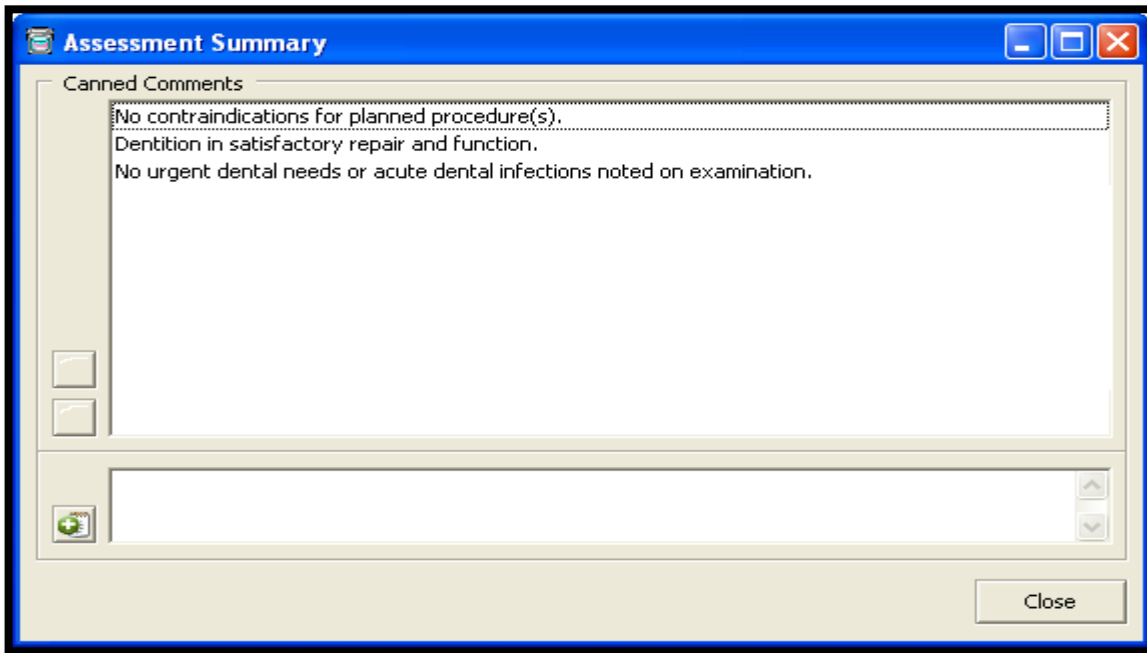 Assessment Summary
Canned Comments
No contraindications for planned procedure(s).
Dentition in satisfactory repair and function.
No urgent dental needs or acute dental infections noted on examination.
Close